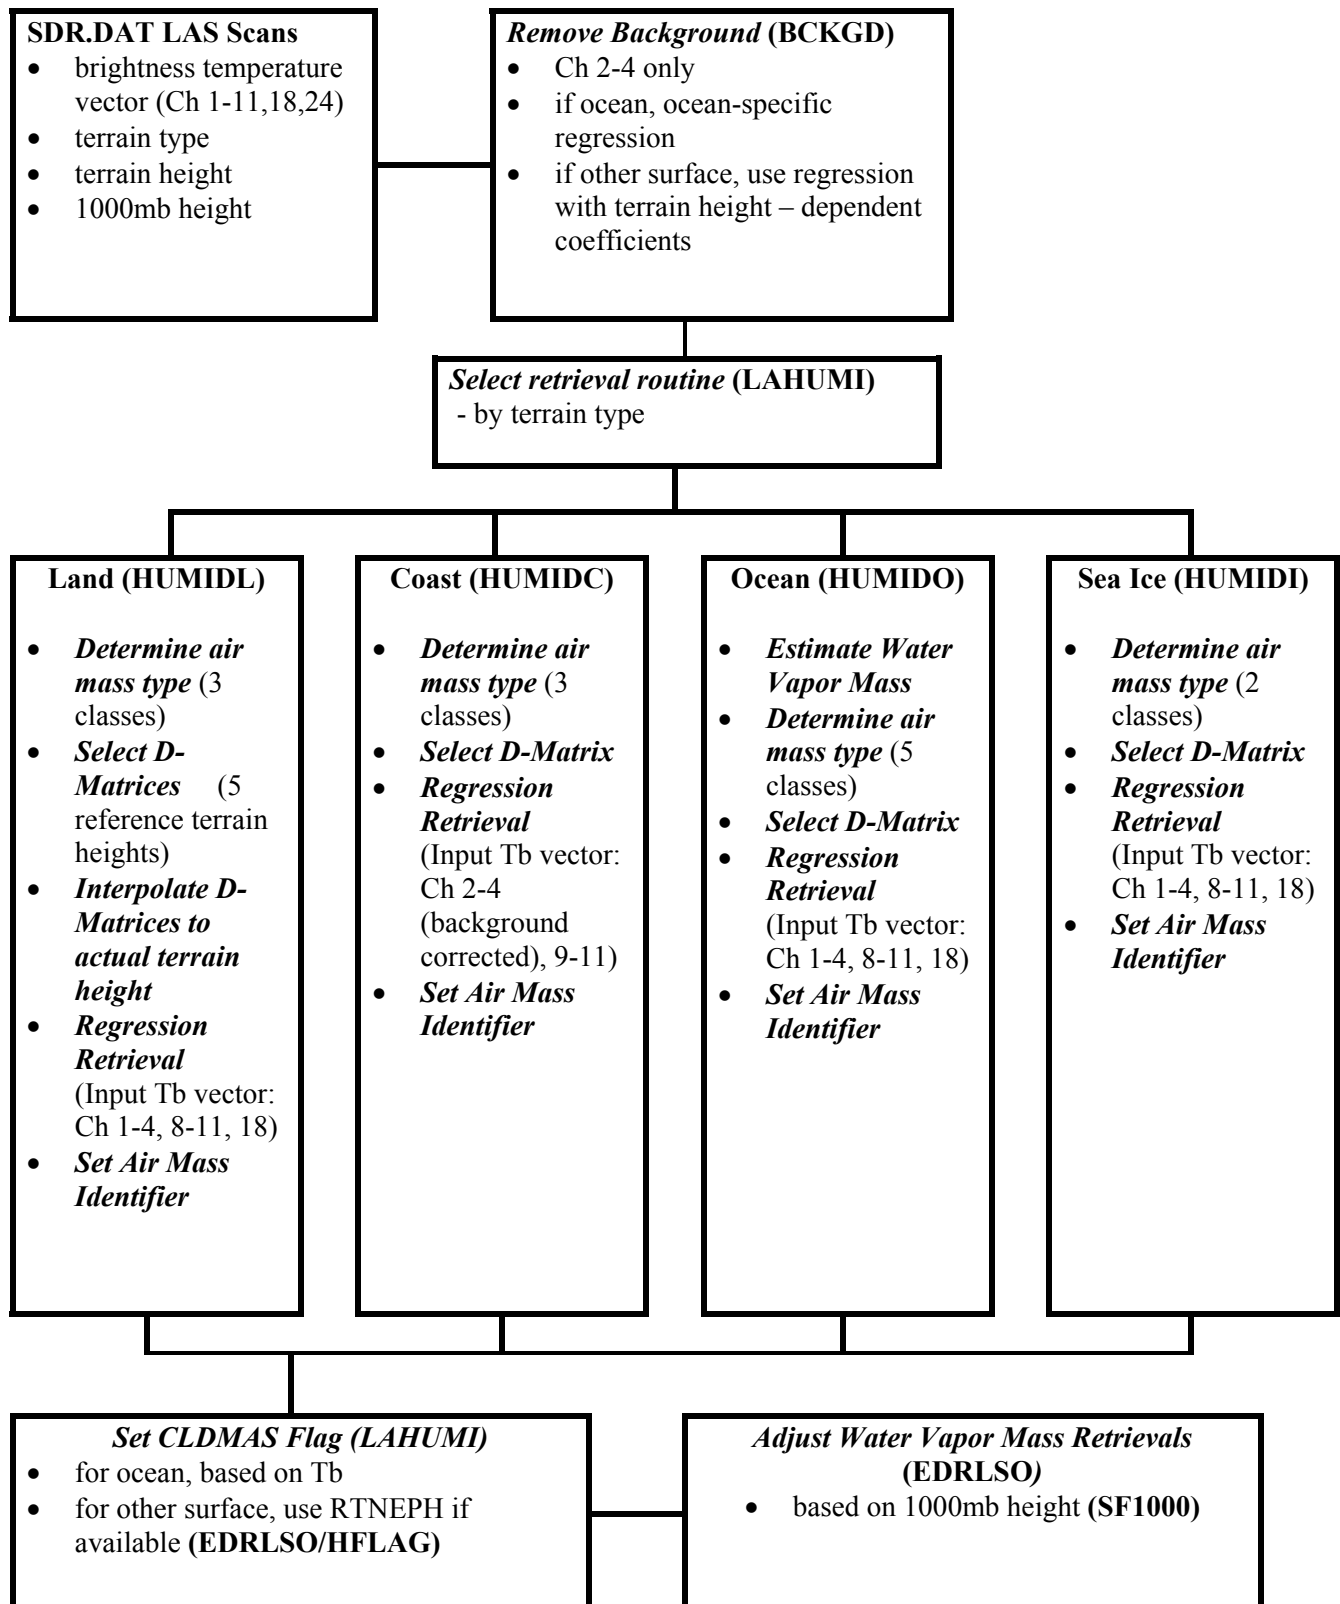 SDR.DAT LAS Scans
• brightness temperature
vector (Ch 1-11,18,24)
• terrain type
• terrain height
• 1000mb height
Remove Background (BCKGD)
• Ch 2-4 only
• if ocean, ocean-specific
regression
• if other surface, use regression
with terrain height – dependent
coefficients
Select retrieval routine (LAHUMI)
- by terrain type
Land (HUMIDL)
• Determine air
mass type (3
classes)
• Select D-
Matrices (5
reference terrain
heights)
• Interpolate D-
Matrices to
actual terrain
height
• Regression
Retrieval
(Input Tb vector:
Ch 1-4, 8-11, 18)
• Set Air Mass
Identifier
Coast (HUMIDC)
• Determine air
mass type (3
classes)
• Select D-Matrix
• Regression
Retrieval
(Input Tb vector:
Ch 2-4
(background
corrected), 9-11)
• Set Air Mass
Identifier
Ocean (HUMIDO)
• Estimate Water
Vapor Mass
• Determine air
mass type (5
classes)
• Select D-Matrix
• Regression
Retrieval
(Input Tb vector:
Ch 1-4, 8-11, 18)
• Set Air Mass
Identifier
Sea Ice (HUMIDI)
• Determine air
mass type (2
classes)
• Select D-Matrix
• Regression
Retrieval
(Input Tb vector:
Ch 1-4, 8-11, 18)
• Set Air Mass
Identifier
Set CLDMAS Flag (LAHUMI)
• for ocean, based on Tb
• for other surface, use RTNEPH if
available (EDRLSO/HFLAG)
Adjust Water Vapor Mass Retrievals
(EDRLSO)
• based on 1000mb height (SF1000)